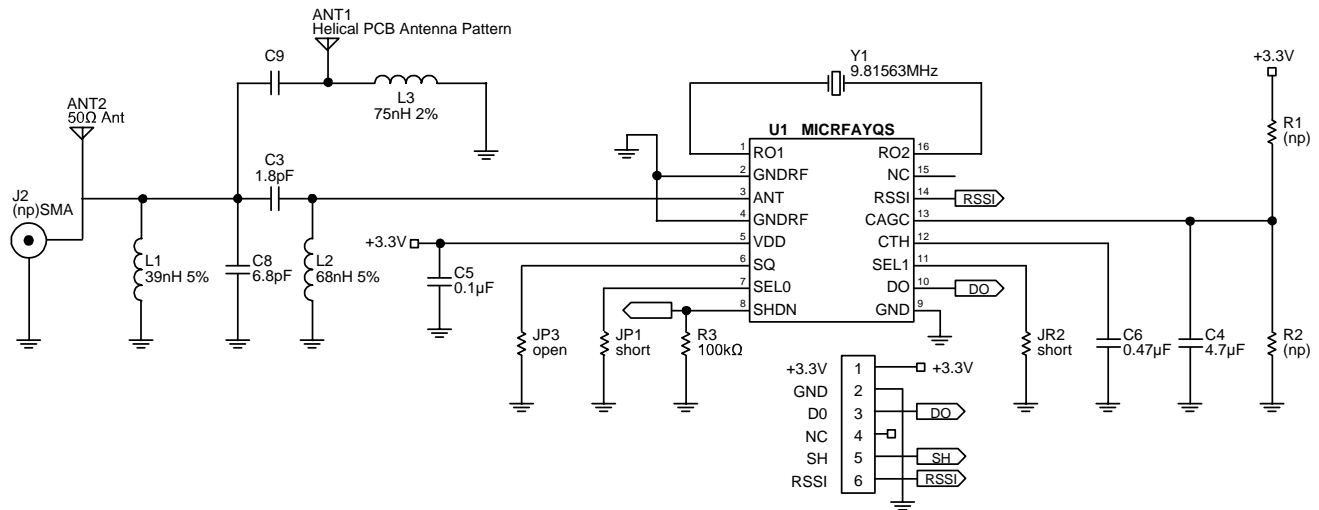 ANT1
Helical PCB Antenna Pattern
C9
L3
75nH 2%
ANT2
50Ω Ant
C3
1.8pF
J2
(np)SMA
L1
39nH 5%
C8
6.8pF
L2
68nH 5%
+3.3V
C5
0.1µF
Y1
9.81563MHz
U1 MICRFAYQS
1 RO1 RO2 16
2 GNDRF NC 15
3 ANT RSSI 14 RSSI
4 GNDRF CAGC 13
5 VDD CTH 12
6 SQ SEL1 11
7 SEL0 DO 10 DO
8 SHDN GND 9
JP3
open
JP1
short
R3
100kΩ
JR2
short
C6
0.47µF
C4
4.7µF
+3.3V
R1
(np)
R2
(np)
+3.3V 1 +3.3V
GND 2
D0 3 DO
NC 4
SH 5 SH
RSSI 6 RSSI